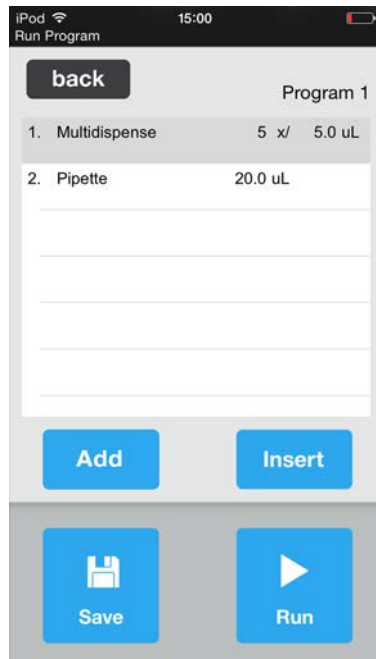 iPod 15:00
Run Program
back
Program 1
1. Multidispense 5 x/ 5.0 uL
2. Pipette 20.0 uL
Add Insert
Save Run